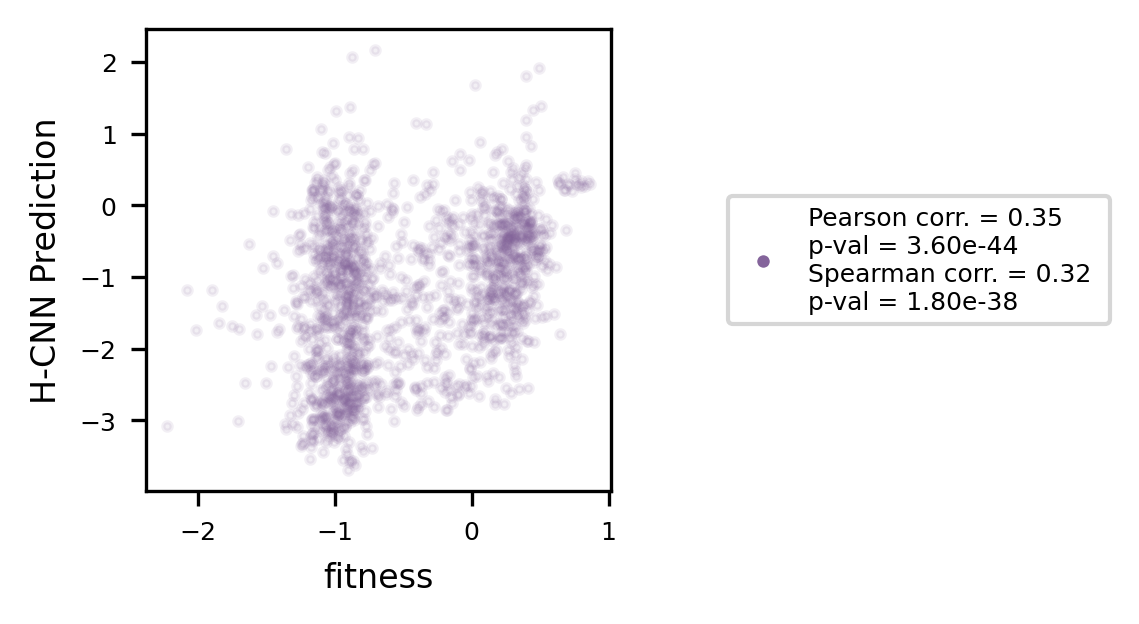 2
1
0
−1
−2
−3
H-CNN Prediction
−2
−1
0
1
fitness
Pearson corr. = 0.35
p-val = 3.60e-44
Spearman corr. = 0.32
p-val = 1.80e-38